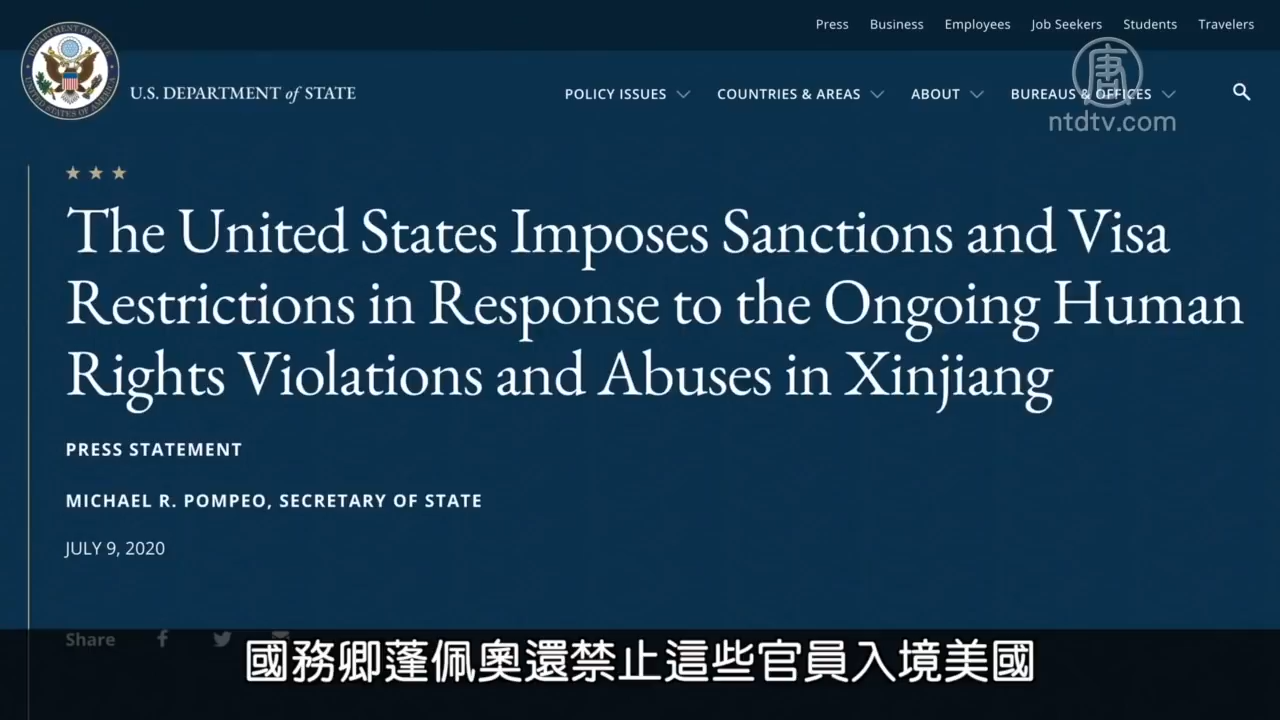 Press Business Employees Job Seekers Students Travelers
U.S. DEPARTMENT of STATE
POLICY ISSUES COUNTRIES & AREAS ABOUT BUREAUS & OFFICES
唐
ntdtv.com
The United States Imposes Sanctions and Visa
Restrictions in Response to the Ongoing Human
Rights Violations and Abuses in Xinjiang
PRESS STATEMENT
MICHAEL R. POMPEO, SECRETARY OF STATE
JULY 9, 2020
Share
國務卿蓬佩奧還禁止這些官員入境美國